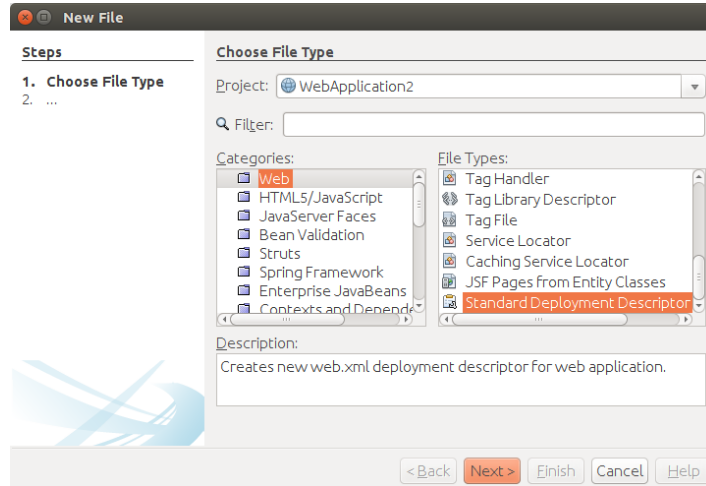 New File
Steps
1. Choose File Type
2. ...
Choose File Type
Project: WebApplication2
Filter:
Categories:
Web
HTML5/JavaScript
JavaServer Faces
Bean Validation
Struts
Spring Framework
Enterprise JavaBeans
Contexts and Depende
File Types:
Tag Handler
Tag Library Descriptor
Tag File
Service Locator
Caching Service Locator
JSF Pages from Entity Classes
Standard Deployment Descriptor
Description:
Creates new web.xml deployment descriptor for web application.
< Back Next > Finish Cancel Help